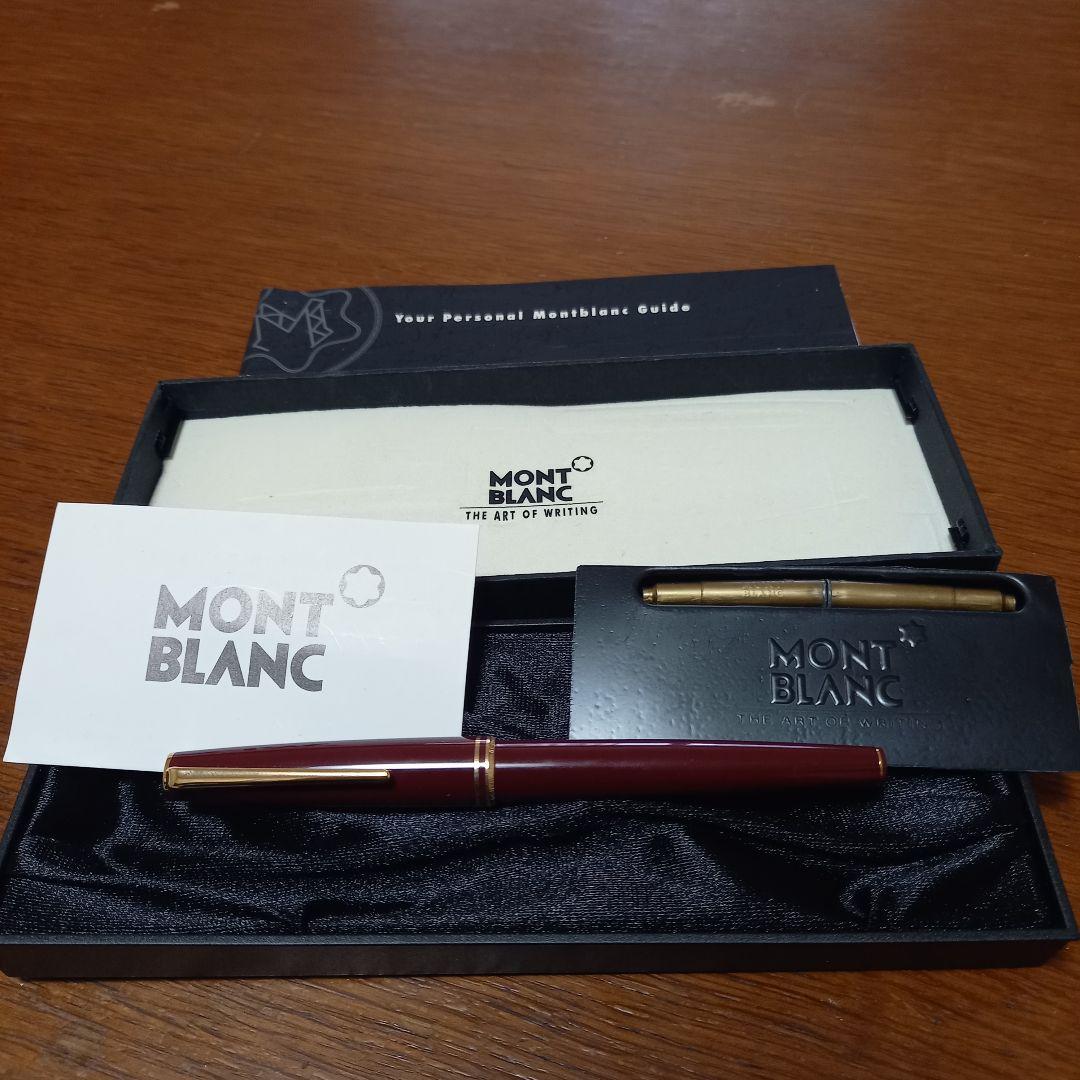 Your Personal Montblanc Guide
MONT
BLANC
THE ART OF WRITING
MONT
BLANC
MONT
BLANC
THE ART OF WRITING